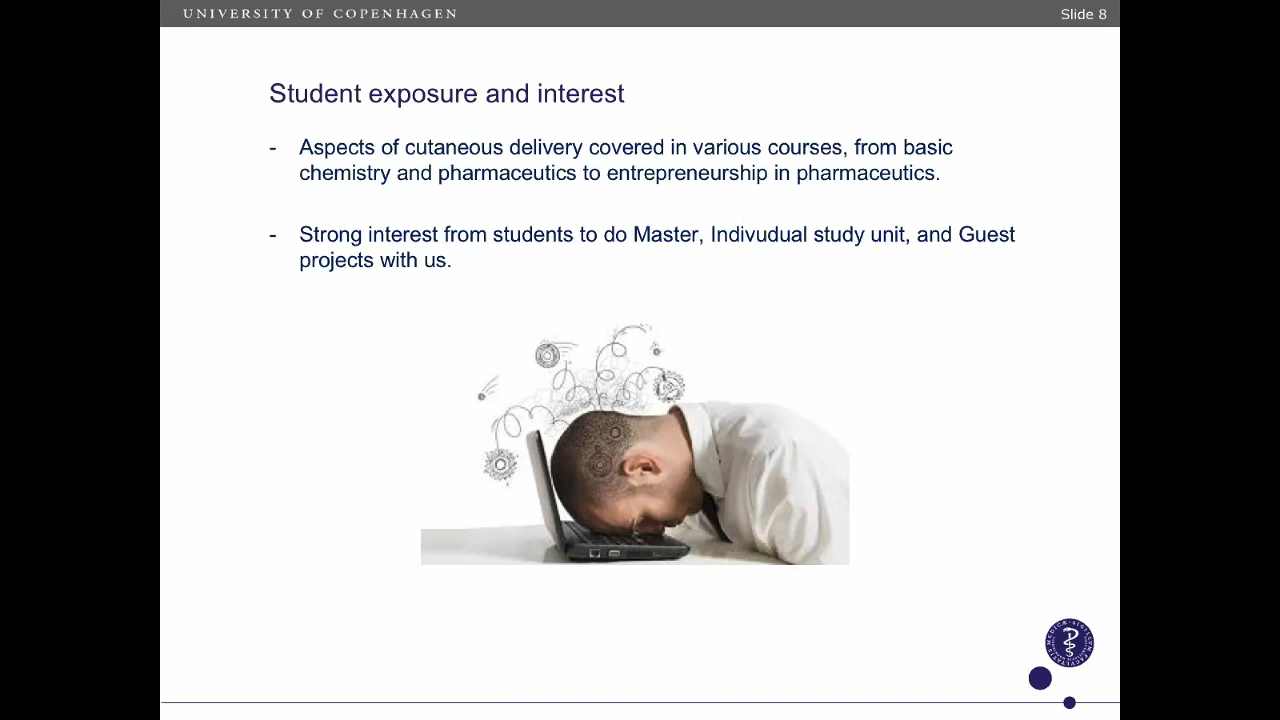 UNIVERSITY OF COPENHAGEN
Slide 8
Student exposure and interest
- Aspects of cutaneous delivery covered in various courses, from basic
chemistry and pharmaceutics to entrepreneurship in pharmaceutics.
- Strong interest from students to do Master, Indivudual study unit, and Guest
projects with us.